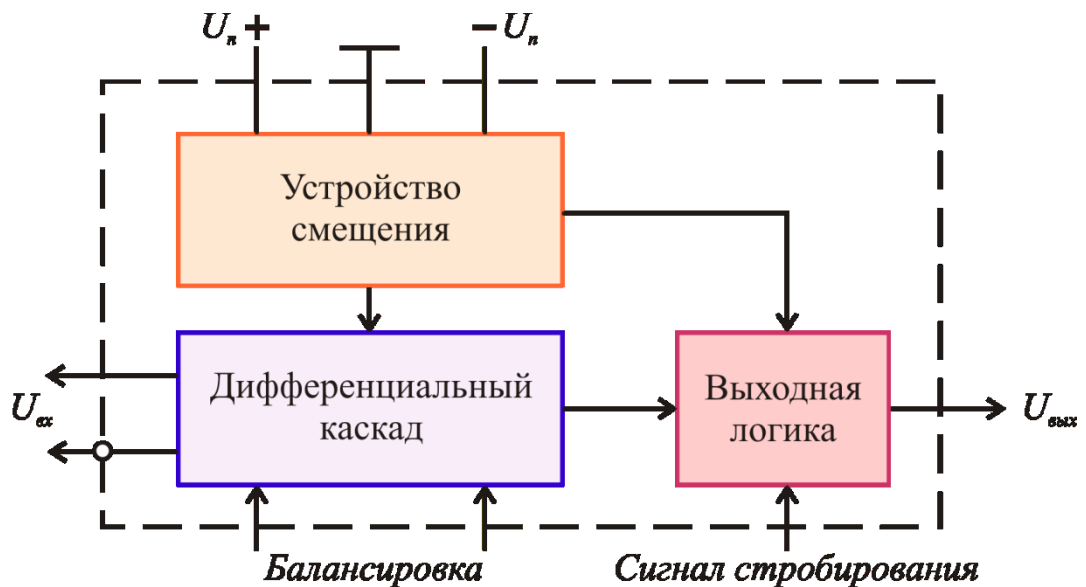 Uп + − Uп
Устройство
смещения
Дифференциальный
каскад
Выходная
логика
Uвх
Uвых
Балансировка
Сигнал стробирования